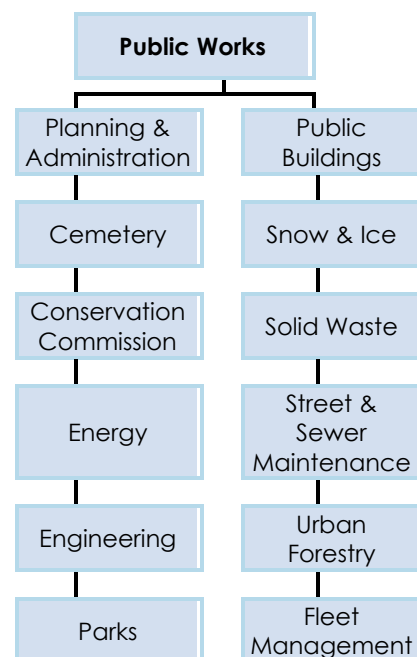 Public Works
Planning &
Administration
Cemetery
Conservation
Commission
Energy
Engineering
Parks
Public
Buildings
Snow & Ice
Solid Waste
Street &
Sewer
Maintenance
Urban
Forestry
Fleet
Management